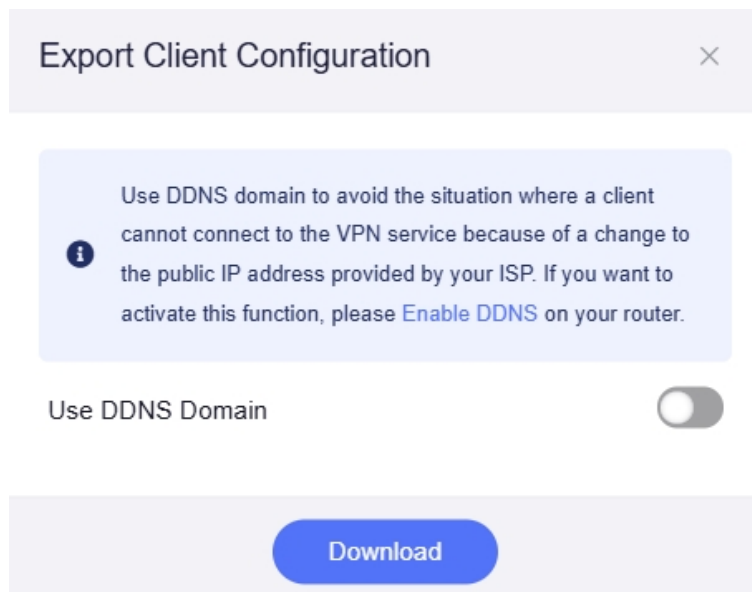 Export Client Configuration
Use DDNS domain to avoid the situation where a client
cannot connect to the VPN service because of a change to
the public IP address provided by your ISP. If you want to
activate this function, please Enable DDNS on your router.
Use DDNS Domain
Download